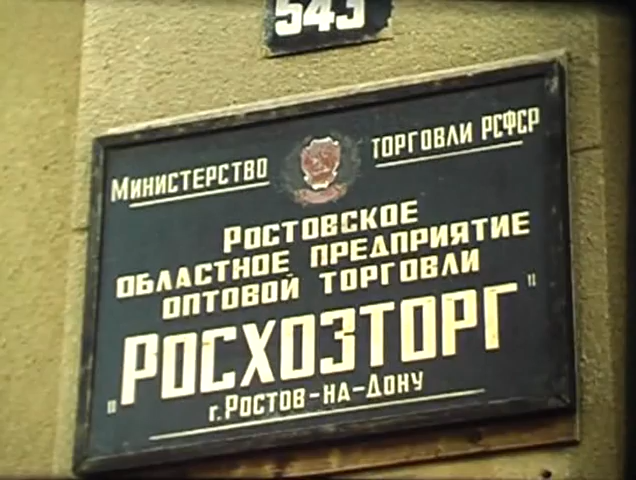 543
Министерство торговли РСФСР
Ростовское
областное предприятие
оптовой торговли
„Росхозторг"
г. Ростов-на-Дону